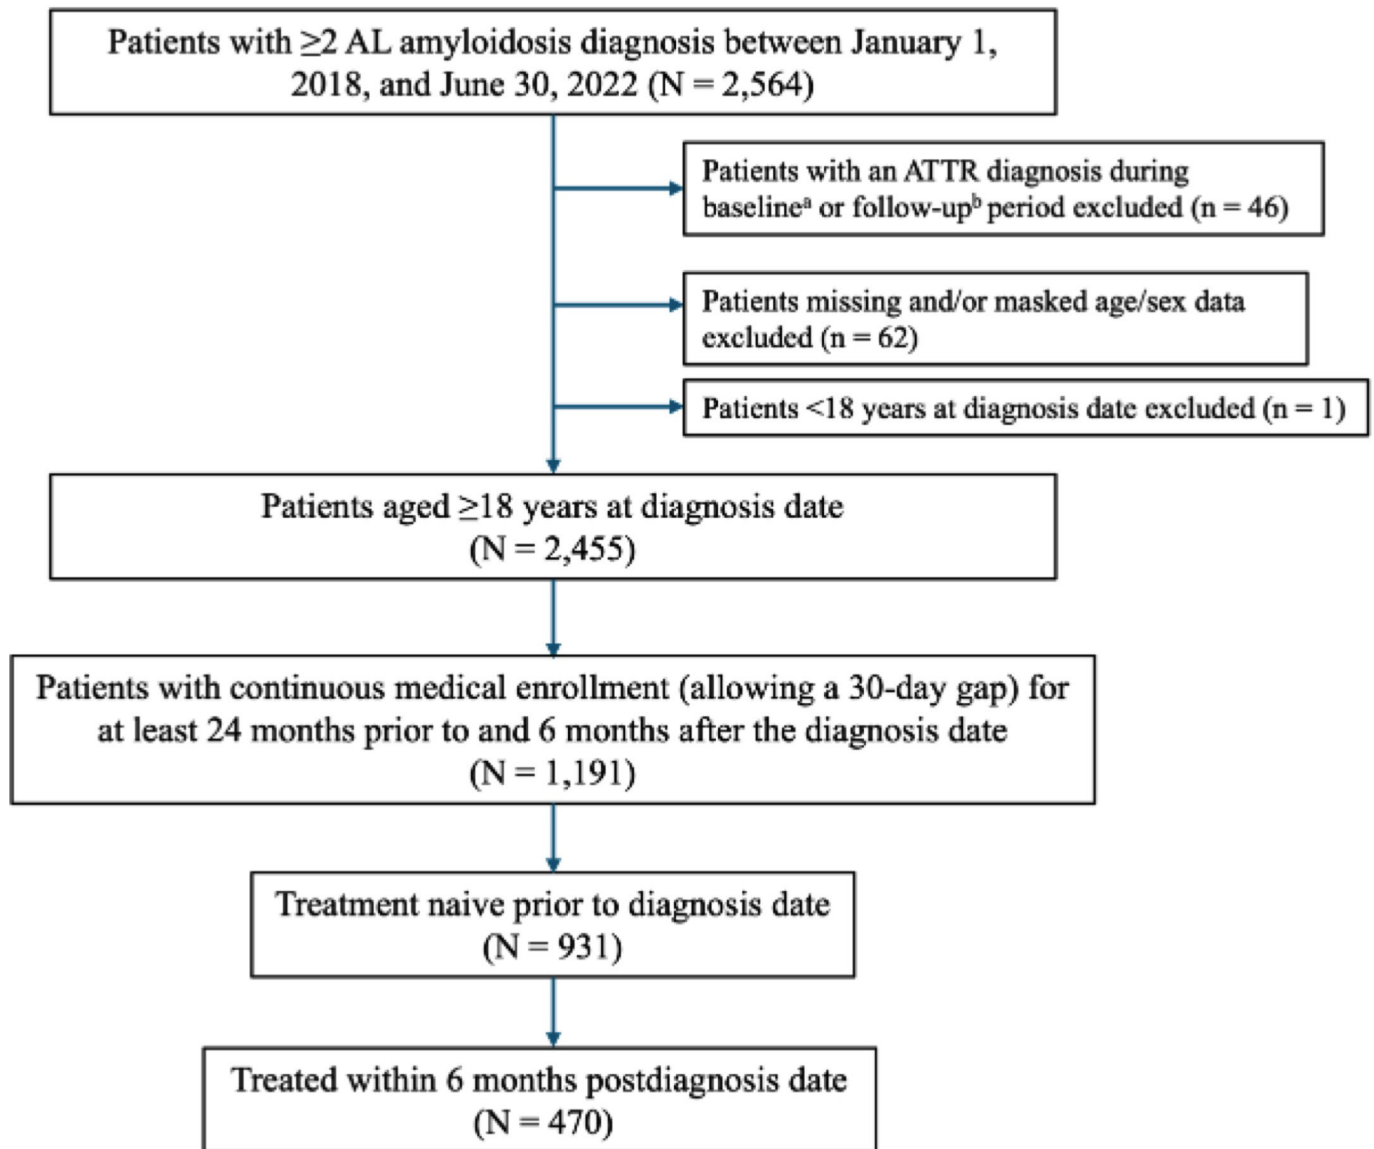 Patients with ≥2 AL amyloidosis diagnosis between January 1,
2018, and June 30, 2022 (N = 2,564)
Patients with an ATTR diagnosis during
baselineᵃ or follow-upᵇ period excluded (n = 46)
Patients missing and/or masked age/sex data
excluded (n = 62)
Patients <18 years at diagnosis date excluded (n = 1)
Patients aged ≥18 years at diagnosis date
(N = 2,455)
Patients with continuous medical enrollment (allowing a 30-day gap) for
at least 24 months prior to and 6 months after the diagnosis date
(N = 1,191)
Treatment naive prior to diagnosis date
(N = 931)
Treated within 6 months postdiagnosis date
(N = 470)